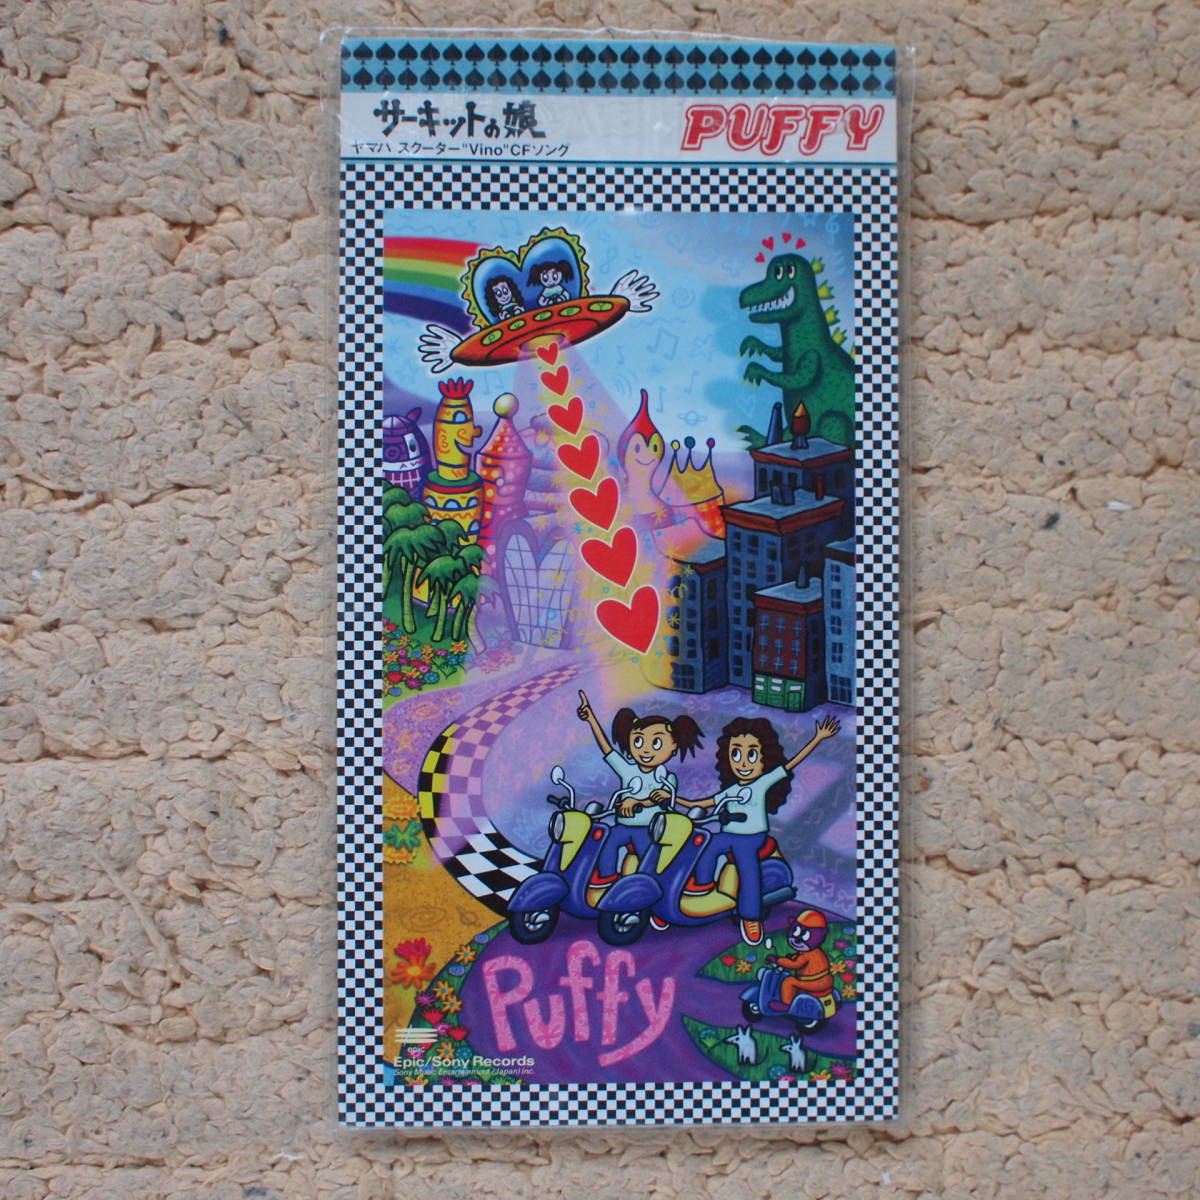 サーキットの娘
ヤマハ スクーター"Vino"CFソング
PUFFY
Puffy
epic
Epic/Sony Records
Sony Music Entertainment (Japan) Inc.